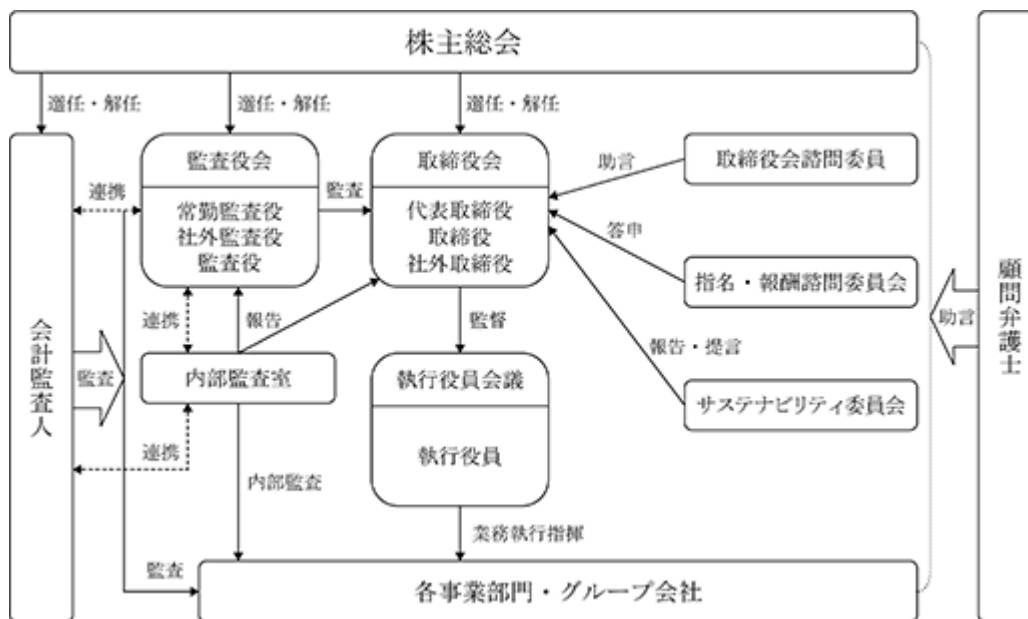 株主総会
選任・解任
選任・解任
選任・解任
監査役会
常勤監査役
社外監査役
監査役
連携
監査
取締役会
代表取締役
取締役
社外取締役
助言
取締役会諮問委員
答申
指名・報酬諮問委員会
報告・提言
サステナビリティ委員会
助言
顧問弁護士
会計監査人
監査
連携
報告
監督
内部監査室
執行役員会議
執行役員
連携
内部監査
業務執行指揮
監査
各事業部門・グループ会社